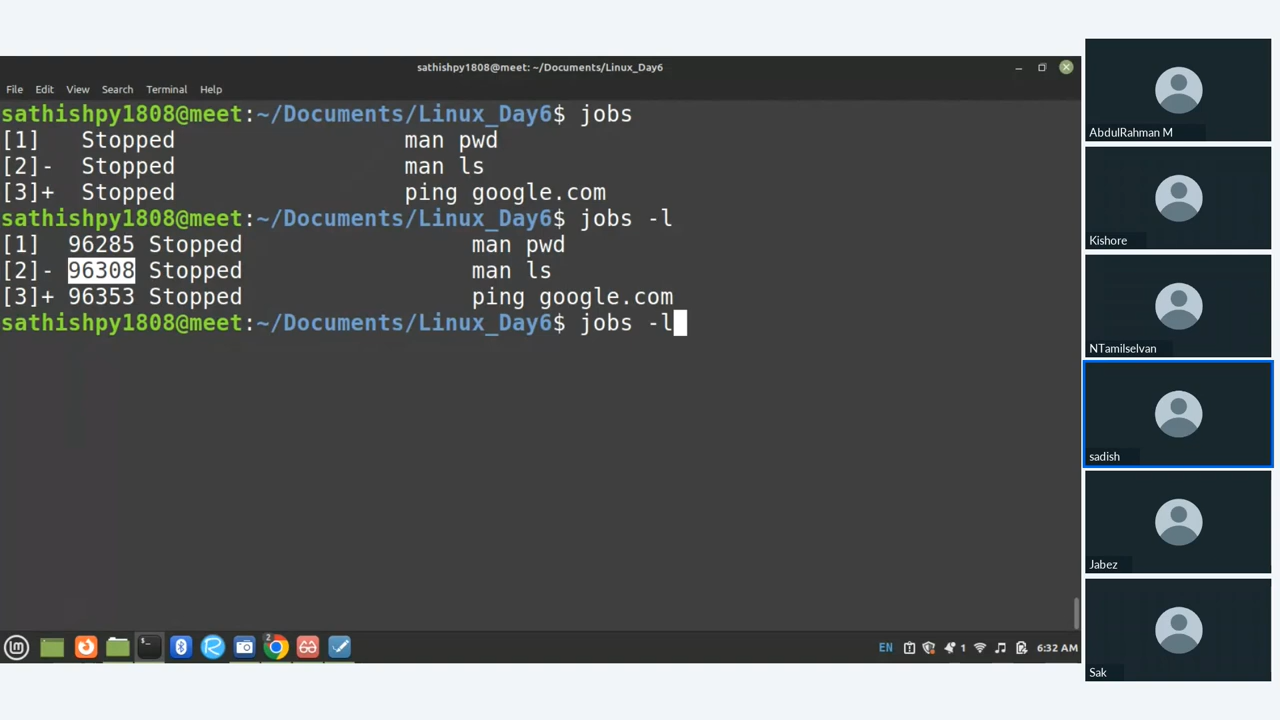 sathishpy1808@meet: ~/Documents/Linux_Day6
File Edit View Search Terminal Help
sathishpy1808@meet:~/Documents/Linux_Day6$ jobs
[1]   Stopped                 man pwd
[2]-  Stopped                 man ls
[3]+  Stopped                 ping google.com
sathishpy1808@meet:~/Documents/Linux_Day6$ jobs -l
[1]  96285 Stopped                 man pwd
[2]- 96308 Stopped                 man ls
[3]+ 96353 Stopped                 ping google.com
sathishpy1808@meet:~/Documents/Linux_Day6$ jobs -l
2
EN 1 6:32 AM
AbdulRahman M
Kishore
NTamilselvan
sadish
Jabez
Sak